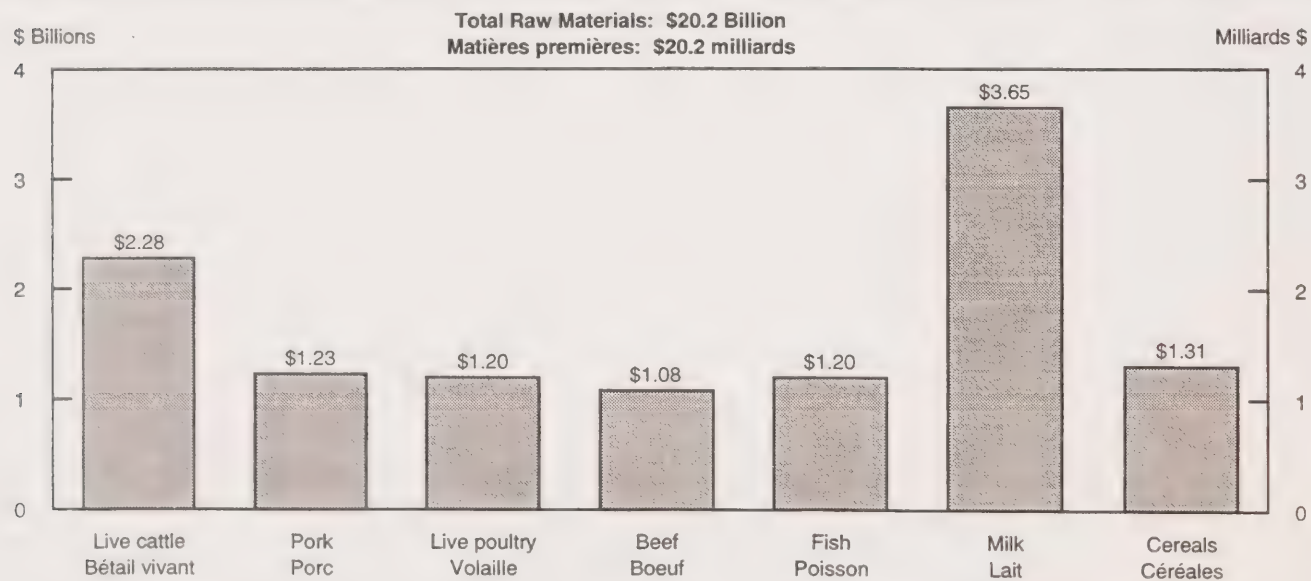 Total Raw Materials: $20.2 Billion
Matières premières: $20.2 milliards
$ Billions
Milliards $
4
4
$3.65
3
3
$2.28
2
2
$1.23
$1.20
$1.08
$1.20
$1.31
1
1
0
0
Live cattle
Bétail vivant
Pork
Porc
Live poultry
Volaille
Beef
Boeuf
Fish
Poisson
Milk
Lait
Cereals
Céréales